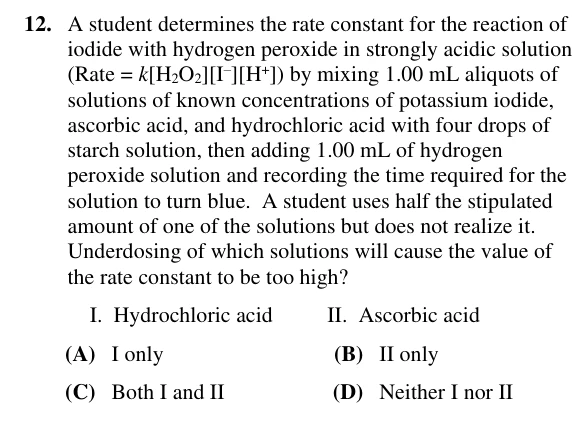 12. A student determines the rate constant for the reaction of
iodide with hydrogen peroxide in strongly acidic solution
(Rate = k[H₂O₂][I⁻][H⁺]) by mixing 1.00 mL aliquots of
solutions of known concentrations of potassium iodide,
ascorbic acid, and hydrochloric acid with four drops of
starch solution, then adding 1.00 mL of hydrogen
peroxide solution and recording the time required for the
solution to turn blue. A student uses half the stipulated
amount of one of the solutions but does not realize it.
Underdosing of which solutions will cause the value of
the rate constant to be too high?
I. Hydrochloric acid II. Ascorbic acid
(A) I only (B) II only
(C) Both I and II (D) Neither I nor II